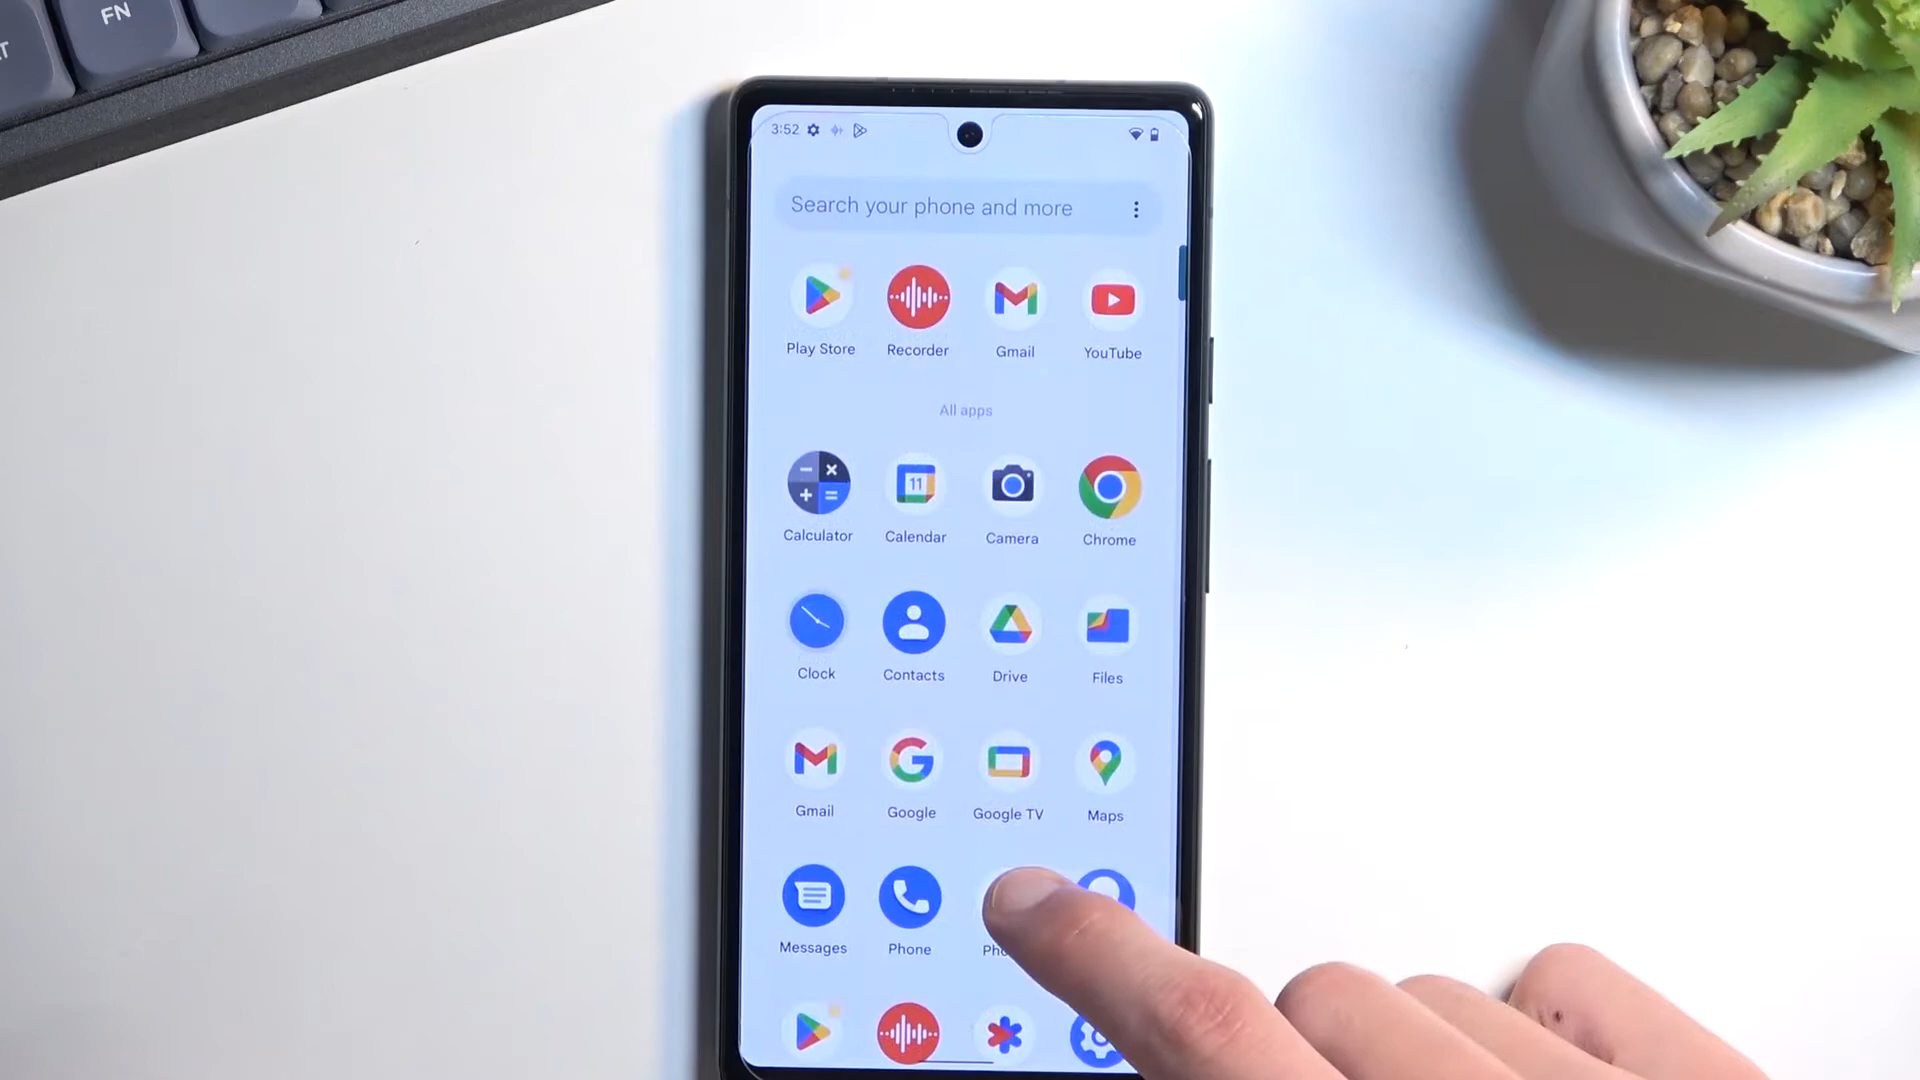 FN
3:52
Search your phone and more
Play Store Recorder Gmail YouTube
All apps
11
Calculator Calendar Camera Chrome
Clock Contacts Drive Files
Gmail Google Google TV Maps
Messages Phone